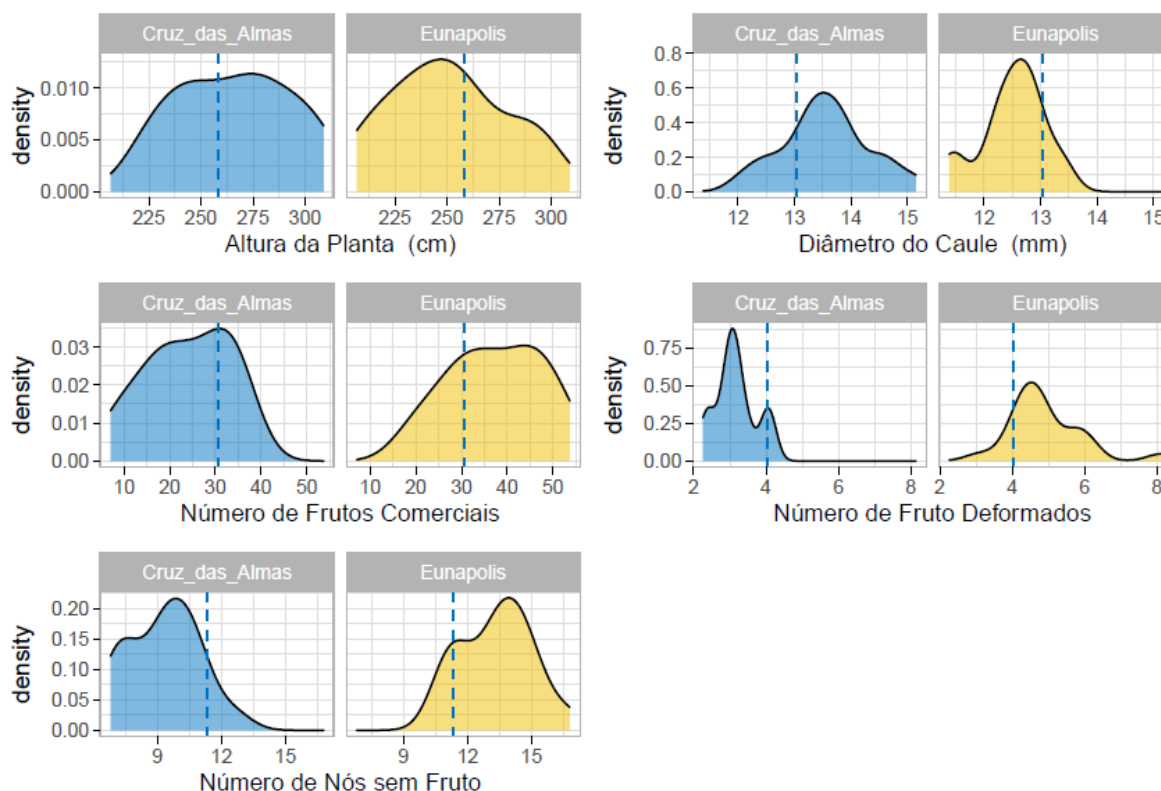 Cruz_das_Almas Eunapolis
density
0.010
0.005
0.000
225 250 275 300 225 250 275 300
Altura da Planta (cm)
Cruz_das_Almas Eunapolis
density
0.8
0.6
0.4
0.2
0.0
12 13 14 15 12 13 14 15
Diâmetro do Caule (mm)
Cruz_das_Almas Eunapolis
density
0.03
0.02
0.01
0.00
10 20 30 40 50 10 20 30 40 50
Número de Frutos Comerciais
Cruz_das_Almas Eunapolis
density
0.75
0.50
0.25
0.00
2 4 6 8 2 4 6 8
Número de Fruto Deformados
Cruz_das_Almas Eunapolis
density
0.20
0.15
0.10
0.05
0.00
9 12 15 9 12 15
Número de Nós sem Fruto